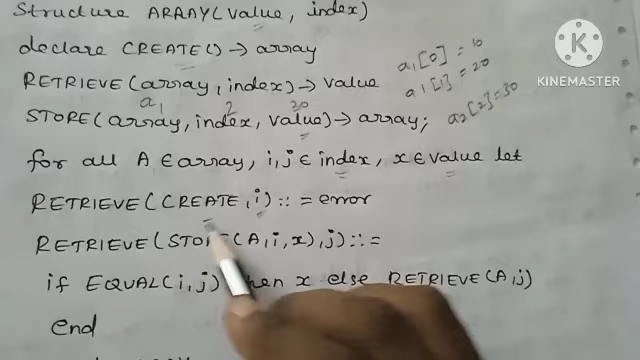 Structure ARAAY(Value, index)
declare CREATE() → array
RETRIEVE(array, index) → value
STORE(array, index, value) → array;
a1 2 30
a1[0] = 10
a1[1] = 20
a2[2] = 30
for all A ∈ array, i,j ∈ index, x ∈ value let
RETRIEVE(CREATE, i) ::= error
RETRIEVE(STORE(A, i, x), j) ::=
if EQUAL(i, j) then x else RETRIEVE(A, j)
end
KINEMASTER